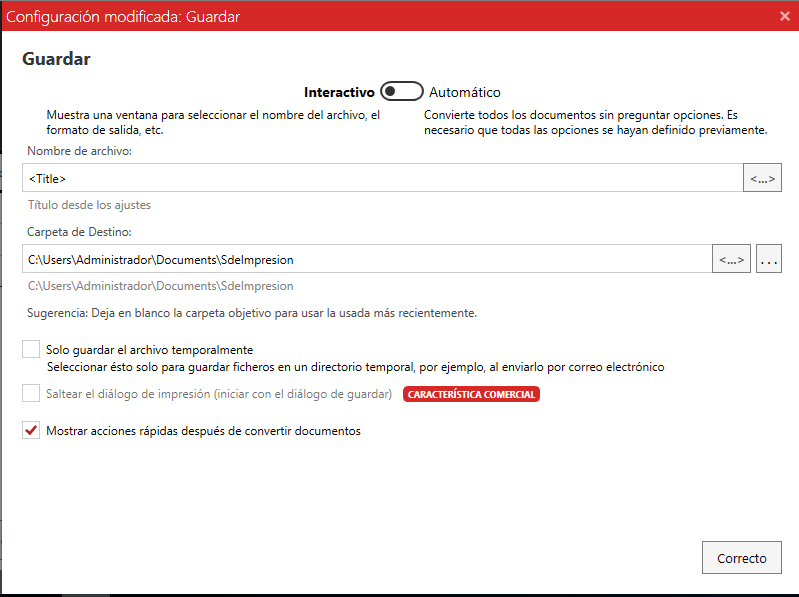 Configuración modificada: Guardar
Guardar
Interactivo Automático
Muestra una ventana para seleccionar el nombre del archivo, el
formato de salida, etc.
Convierte todos los documentos sin preguntar opciones. Es
necesario que todas las opciones se hayan definido previamente.
Nombre de archivo:
<Title> <...>
Título desde los ajustes
Carpeta de Destino:
C:\Users\Administrador\Documents\SdeImpresion <...> ...
C:\Users\Administrador\Documents\SdeImpresion
Sugerencia: Deja en blanco la carpeta objetivo para usar la usada más recientemente.
Solo guardar el archivo temporalmente
Seleccionar ésto solo para guardar ficheros en un directorio temporal, por ejemplo, al enviarlo por correo electrónico
Saltear el diálogo de impresión (iniciar con el diálogo de guardar) CARACTERÍSTICA COMERCIAL
Mostrar acciones rápidas después de convertir documentos
Correcto